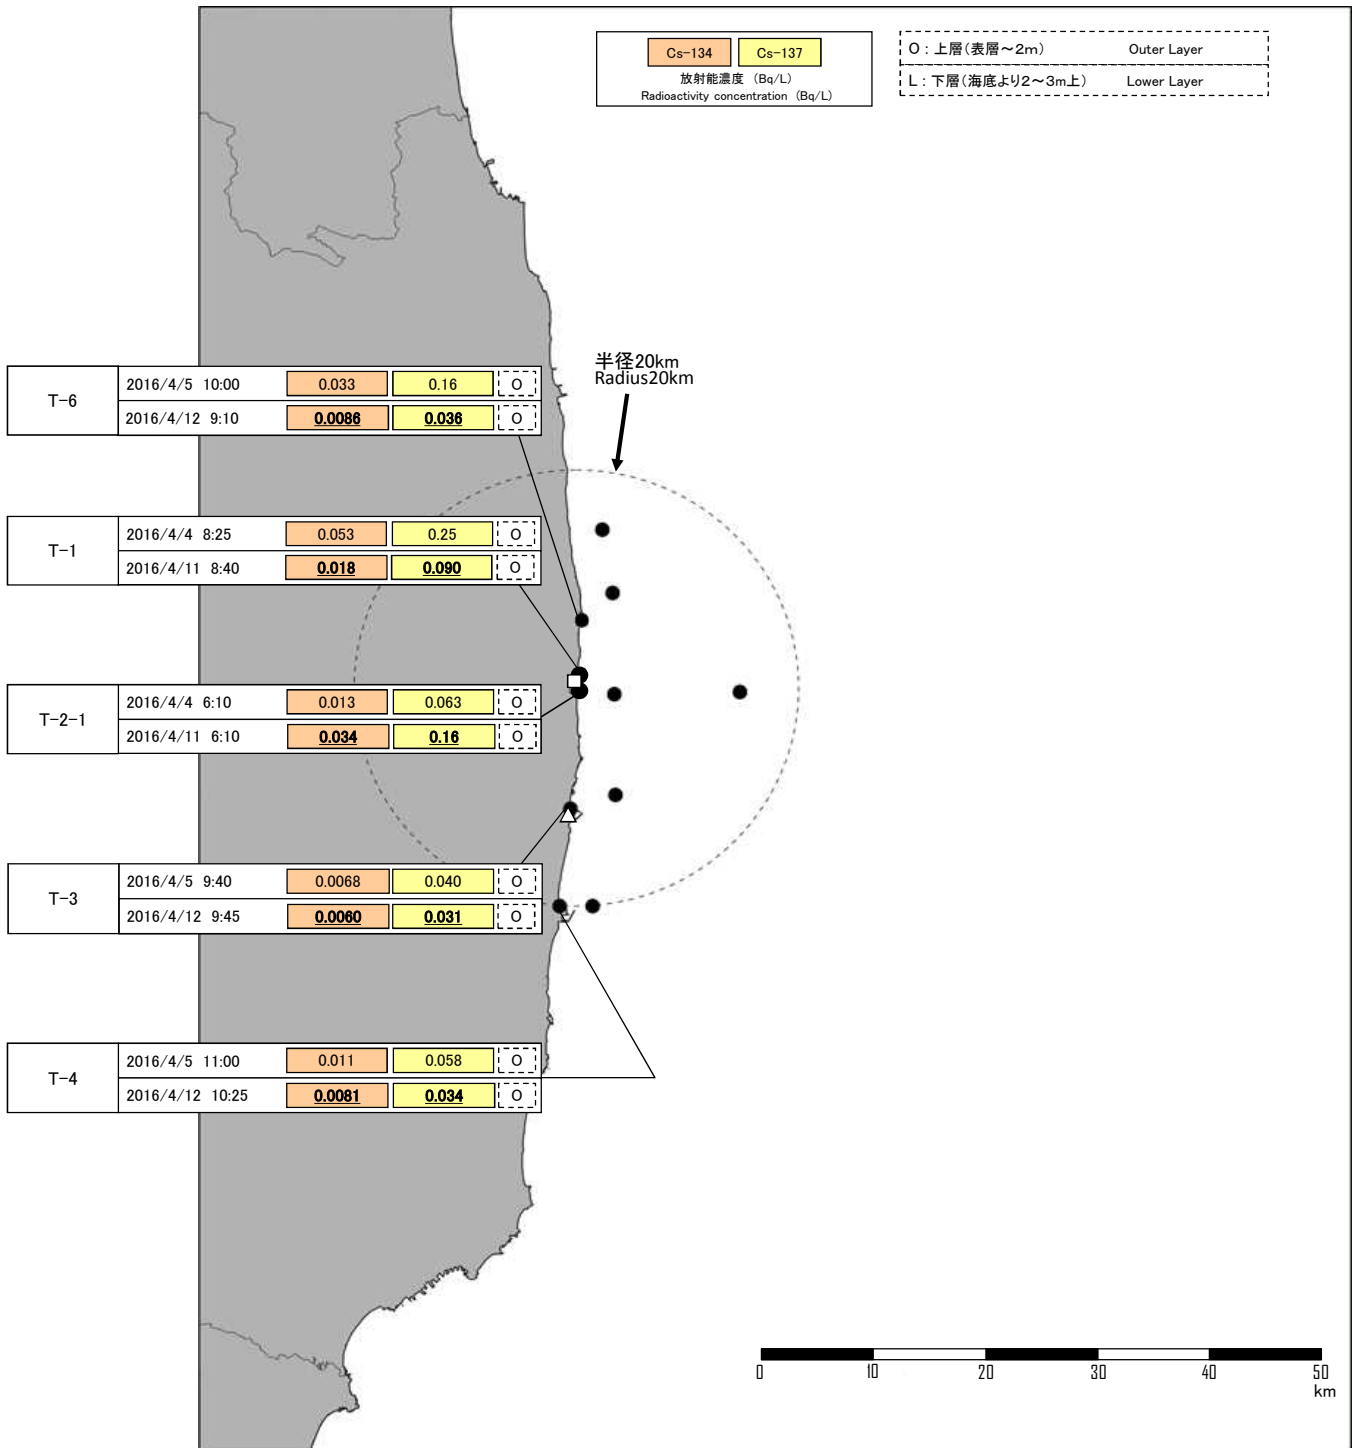 Cs-134 Cs-137
放射能濃度 (Bq/L)
Radioactivity concentration (Bq/L)
O：上層(表層～2m) Outer Layer
L：下層(海底より2～3m上) Lower Layer
半径20km
Radius20km
T-6
2016/4/5 10:00 0.033 0.16 O
2016/4/12 9:10 0.0086 0.036 O
T-1
2016/4/4 8:25 0.053 0.25 O
2016/4/11 8:40 0.018 0.090 O
T-2-1
2016/4/4 6:10 0.013 0.063 O
2016/4/11 6:10 0.034 0.16 O
T-3
2016/4/5 9:40 0.0068 0.040 O
2016/4/12 9:45 0.0060 0.031 O
T-4
2016/4/5 11:00 0.011 0.058 O
2016/4/12 10:25 0.0081 0.034 O
0 10 20 30 40 50
km